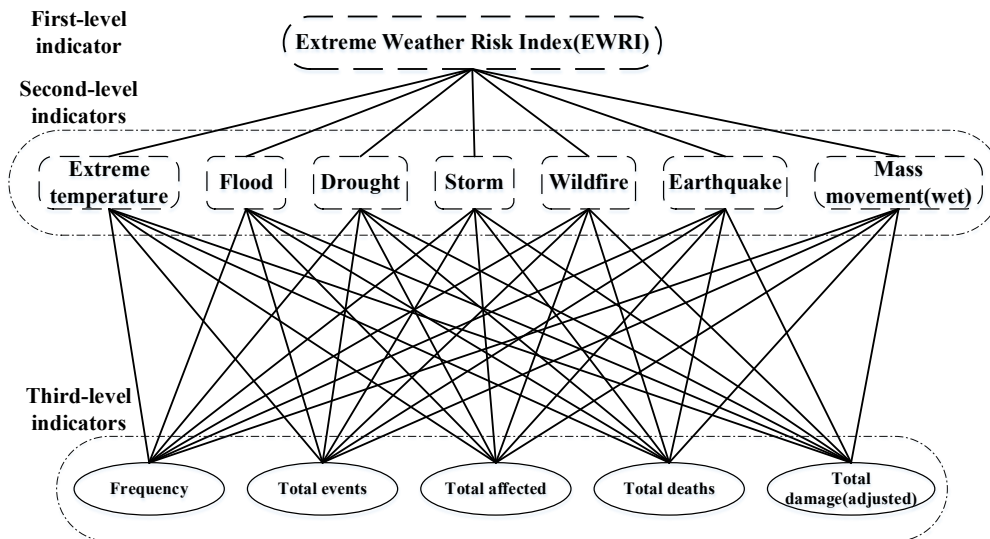 First-level
indicator
Extreme Weather Risk Index(EWRI)
Second-level
indicators
Extreme
temperature
Flood
Drought
Storm
Wildfire
Earthquake
Mass
movement(wet)
Third-level
indicators
Frequency
Total events
Total affected
Total deaths
Total
damage(adjusted)